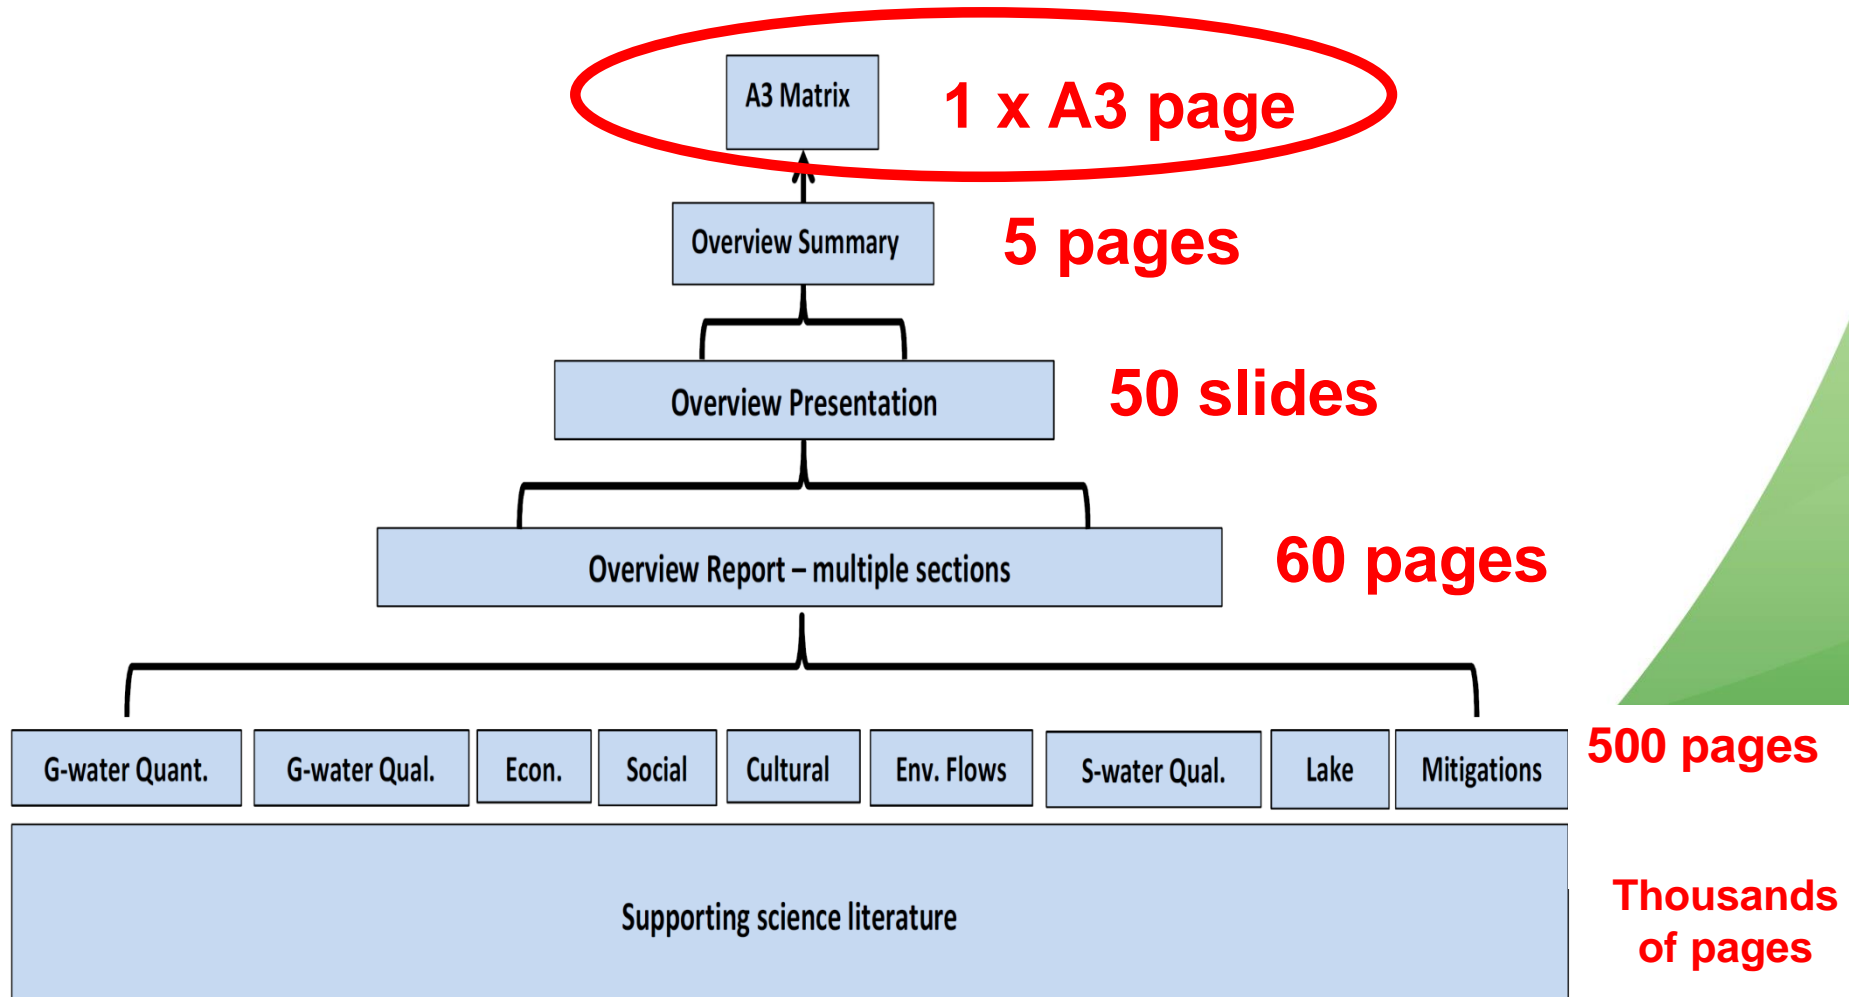 A3 Matrix
1 x A3 page
Overview Summary
5 pages
Overview Presentation
50 slides
Overview Report – multiple sections
60 pages
G-water Quant.
G-water Qual.
Econ.
Social
Cultural
Env. Flows
S-water Qual.
Lake
Mitigations
500 pages
Supporting science literature
Thousands
of pages